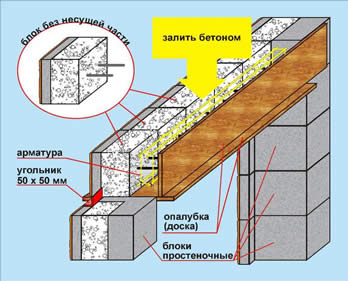 блок без несущей части
залить бетоном
арматура
угольник
50 х 50 мм
опалубка
(доска)
блоки
простеночные